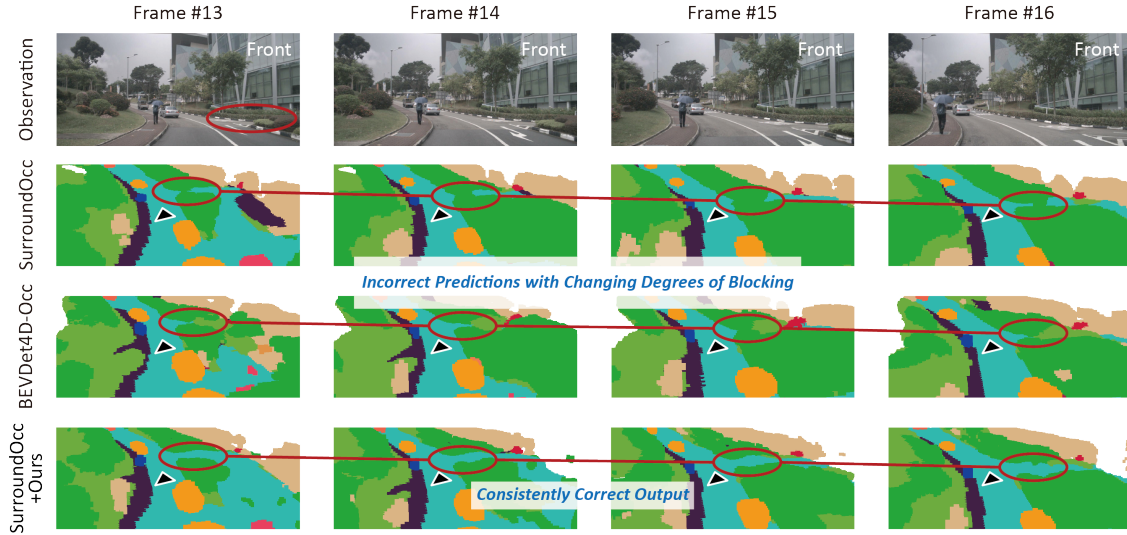 Frame #13 Frame #14 Frame #15 Frame #16
Observation
Front Front Front Front
SurroundOcc
Incorrect Predictions with Changing Degrees of Blocking
BEVDet4D-Occ
SurroundOcc
+Ours
Consistently Correct Output